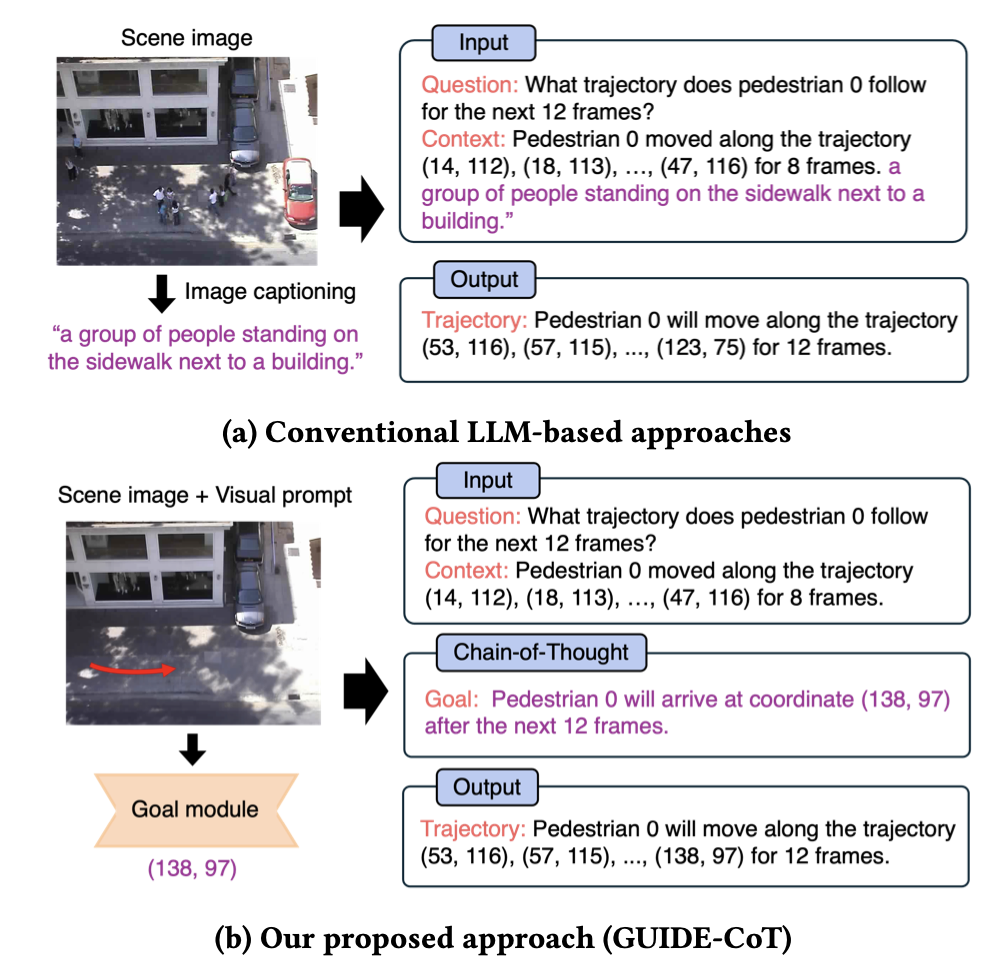 Scene image
Image captioning
“a group of people standing on
the sidewalk next to a building.”
Input
Question: What trajectory does pedestrian 0 follow
for the next 12 frames?
Context: Pedestrian 0 moved along the trajectory
(14, 112), (18, 113), …, (47, 116) for 8 frames. a
group of people standing on the sidewalk next to a
building.”
Output
Trajectory: Pedestrian 0 will move along the trajectory
(53, 116), (57, 115), ..., (123, 75) for 12 frames.
(a) Conventional LLM-based approaches
Scene image + Visual prompt
Goal module
(138, 97)
Input
Question: What trajectory does pedestrian 0 follow
for the next 12 frames?
Context: Pedestrian 0 moved along the trajectory
(14, 112), (18, 113), …, (47, 116) for 8 frames.
Chain-of-Thought
Goal: Pedestrian 0 will arrive at coordinate (138, 97)
after the next 12 frames.
Output
Trajectory: Pedestrian 0 will move along the trajectory
(53, 116), (57, 115), ..., (138, 97) for 12 frames.
(b) Our proposed approach (GUIDE-CoT)